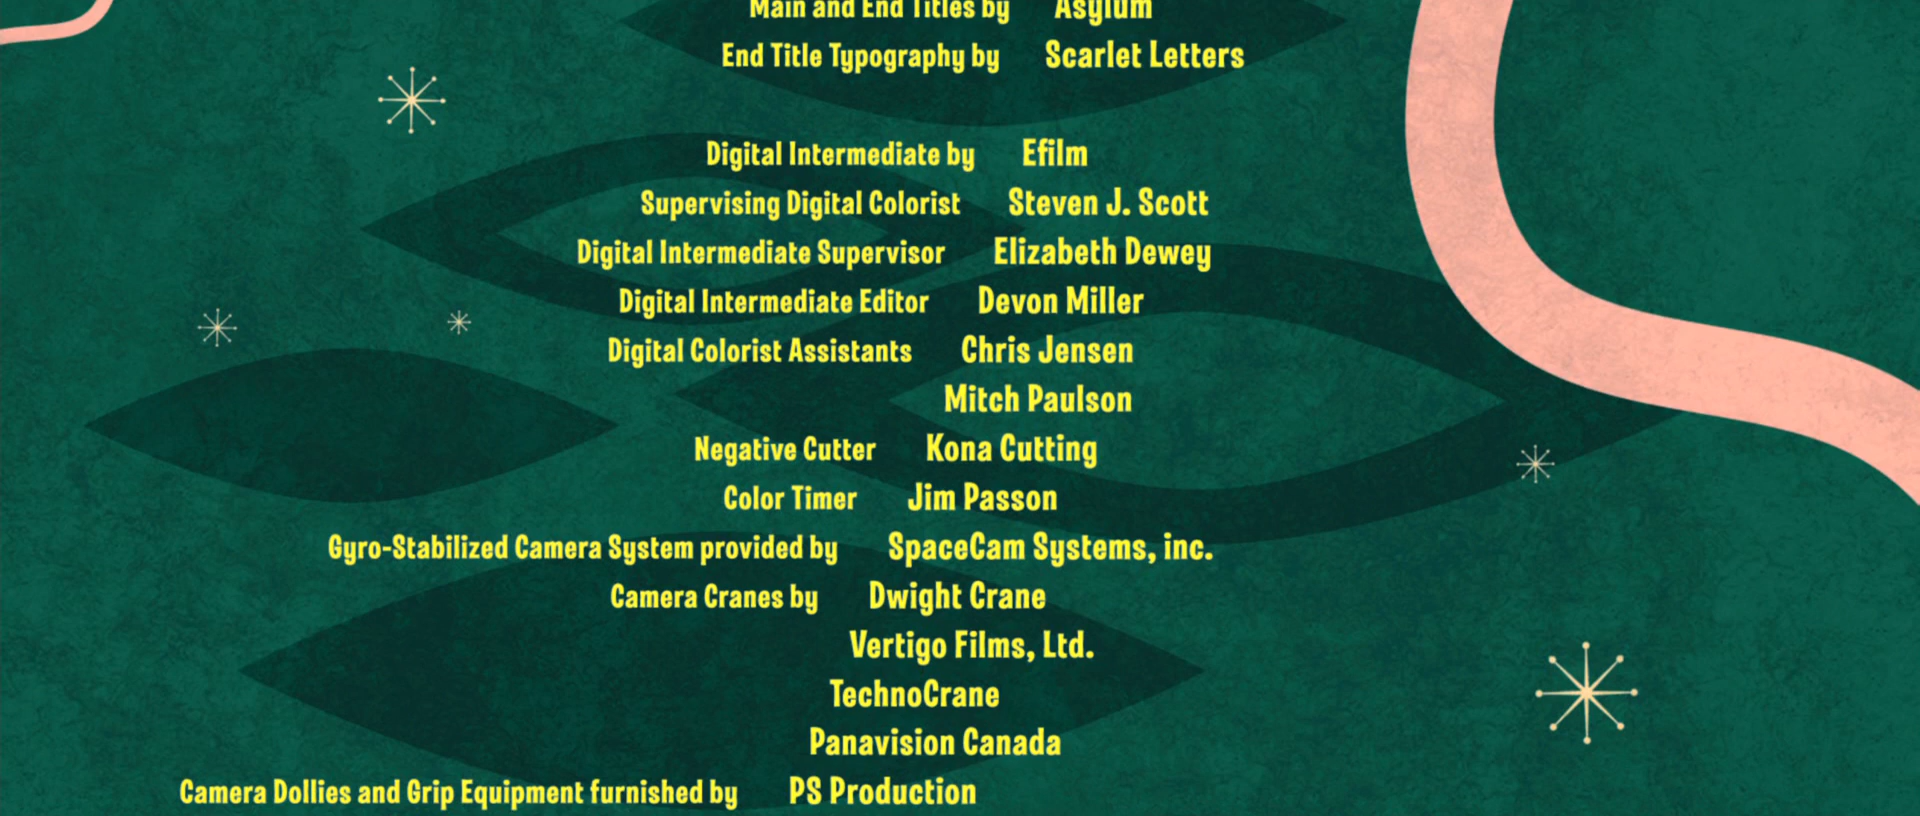 Main and End Titles by Asylum
End Title Typography by Scarlet Letters
Digital Intermediate by Efilm
Supervising Digital Colorist Steven J. Scott
Digital Intermediate Supervisor Elizabeth Dewey
Digital Intermediate Editor Devon Miller
Digital Colorist Assistants Chris Jensen
Mitch Paulson
Negative Cutter Kona Cutting
Color Timer Jim Passon
Gyro-Stabilized Camera System provided by SpaceCam Systems, inc.
Camera Cranes by Dwight Crane
Vertigo Films, Ltd.
TechnoCrane
Panavision Canada
Camera Dollies and Grip Equipment furnished by PS Production